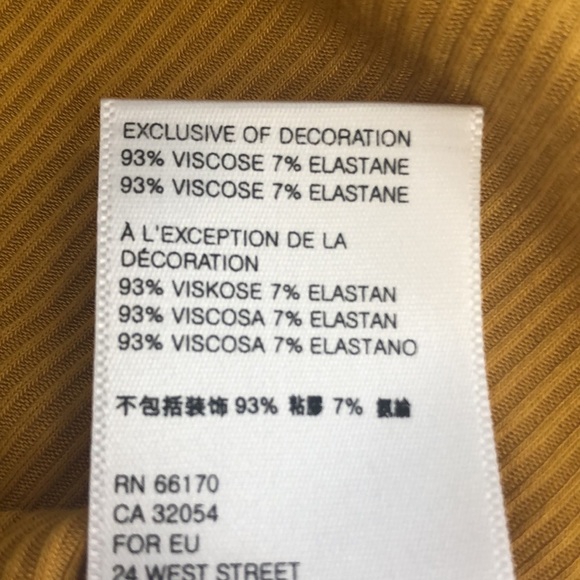 EXCLUSIVE OF DECORATION
93% VISCOSE 7% ELASTANE
93% VISCOSE 7% ELASTANE
À L'EXCEPTION DE LA
DÉCORATION
93% VISKOSE 7% ELASTAN
93% VISCOSA 7% ELASTAN
93% VISCOSA 7% ELASTANO
不包括装饰 93% 粘膠 7% 氨綸
RN 66170
CA 32054
FOR EU
24 WEST STREET